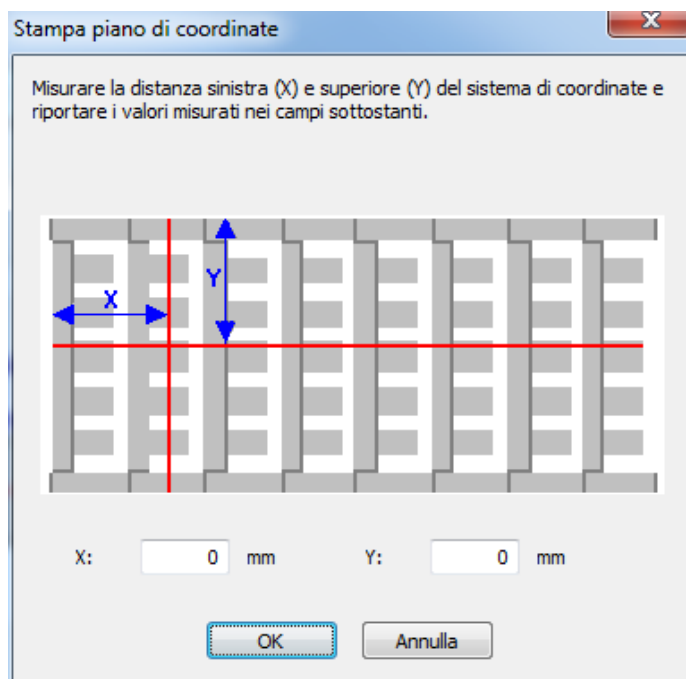 Stampa piano di coordinate
Misurare la distanza sinistra (X) e superiore (Y) del sistema di coordinate e
riportare i valori misurati nei campi sottostanti.
Y
X
X: 0 mm Y: 0 mm
OK Annulla